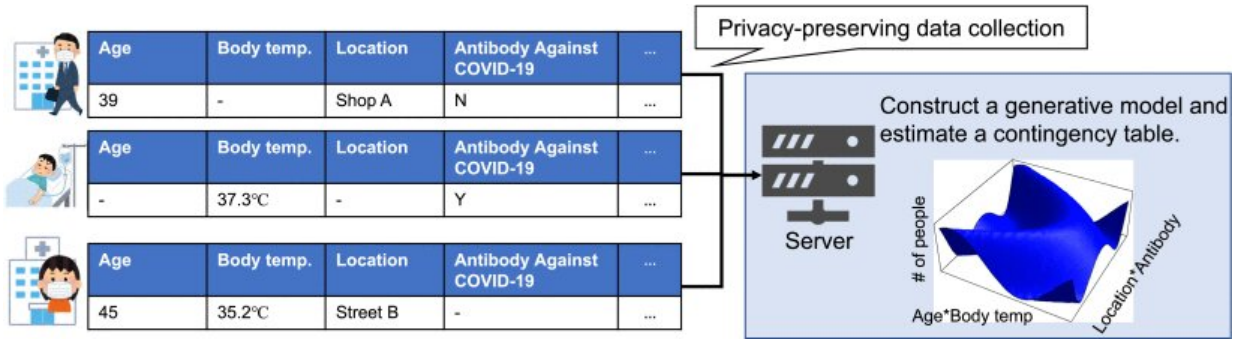 Privacy-preserving data collection
Age Body temp. Location Antibody Against COVID-19 ...
39 - Shop A N ...
Age Body temp. Location Antibody Against COVID-19 ...
- 37.3℃ - Y ...
Age Body temp. Location Antibody Against COVID-19 ...
45 35.2℃ Street B - ...
Construct a generative model and
estimate a contingency table.
Server
# of people
Age*Body temp
Location*Antibody